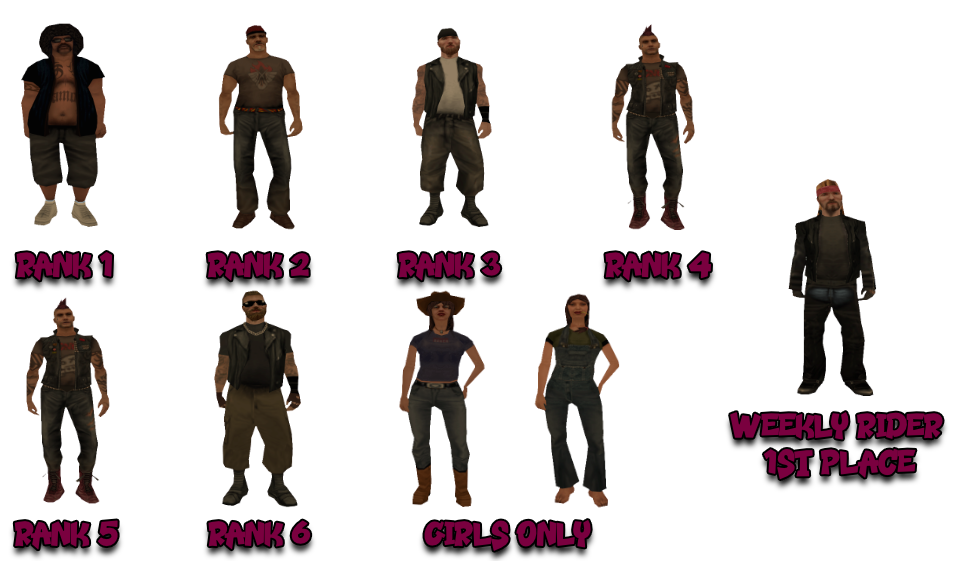 RANK 1
RANK 2
RANK 3
RANK 4
RANK 5
RANK 6
GIRLS ONLY
WEEKLY RIDER
1ST PLACE